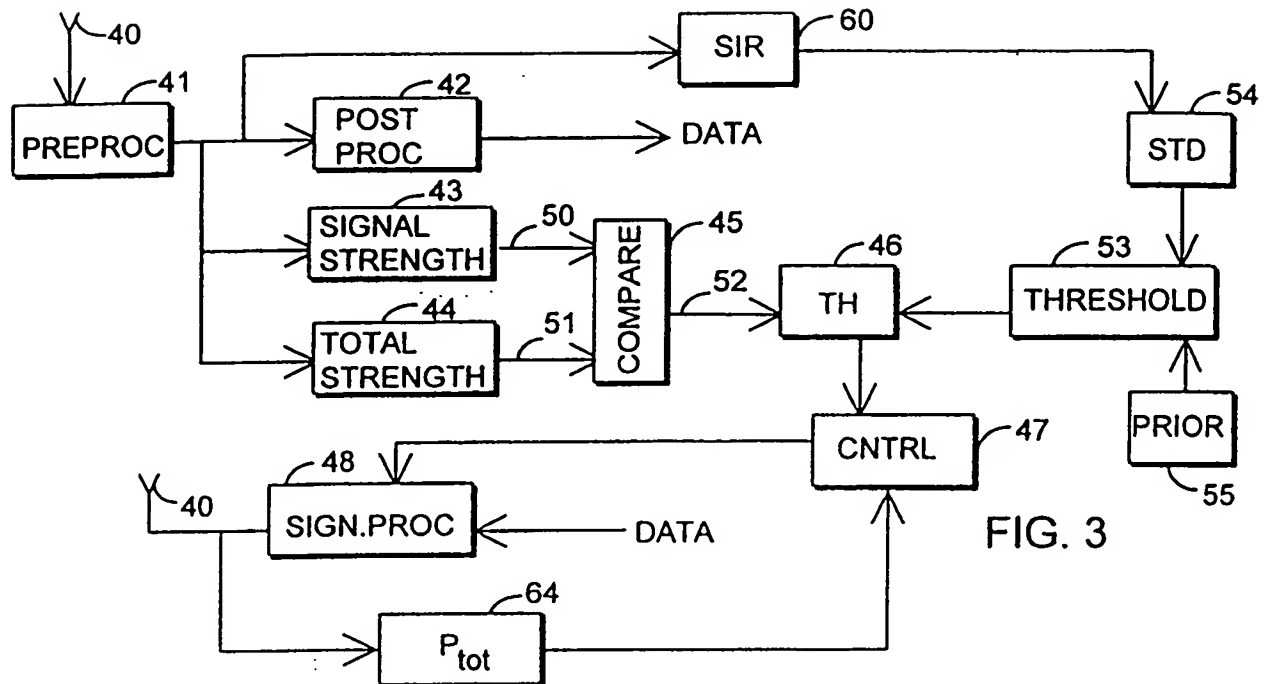 40
60
SIR
41
PREPROC
42
POST
PROC
DATA
54
STD
43
SIGNAL
STRENGTH
50
COMPARE
45
46
TH
52
53
THRESHOLD
44
TOTAL
STRENGTH
51
PRIOR
55
CNTRL
47
40
48
SIGN.PROC
DATA
FIG. 3
64
Ptot